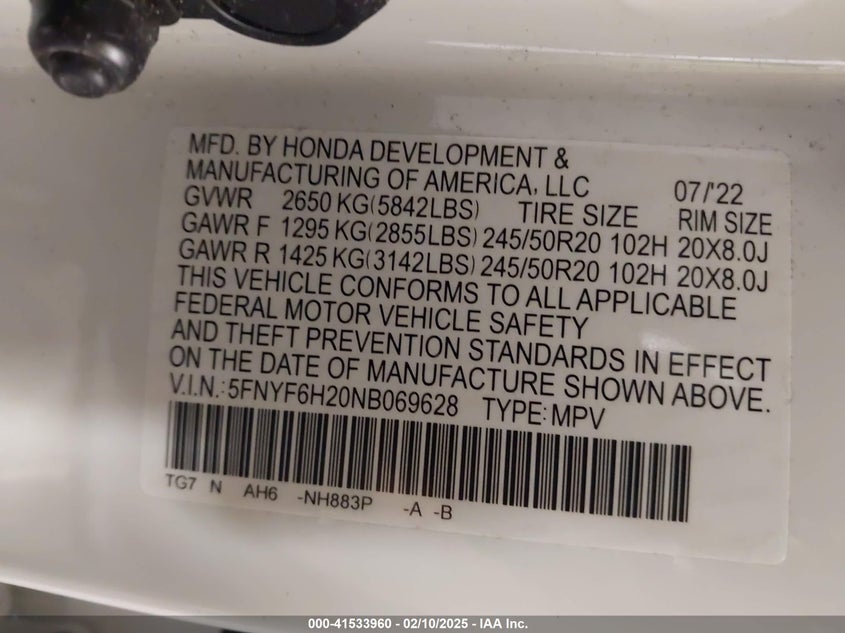 MFD. BY HONDA DEVELOPMENT &
MANUFACTURING OF AMERICA, LLC 07/'22
GVWR 2650 KG(5842LBS) TIRE SIZE RIM SIZE
GAWR F 1295 KG(2855LBS) 245/50R20 102H 20X8.0J
GAWR R 1425 KG(3142LBS) 245/50R20 102H 20X8.0J
THIS VEHICLE CONFORMS TO ALL APPLICABLE
FEDERAL MOTOR VEHICLE SAFETY
AND THEFT PREVENTION STANDARDS IN EFFECT
ON THE DATE OF MANUFACTURE SHOWN ABOVE.
V.I.N.:5FNYF6H20NB069628 TYPE:MPV
TG7 N AH6 -NH883P -A -B
000-41533960 - 02/10/2025 - IAA Inc.